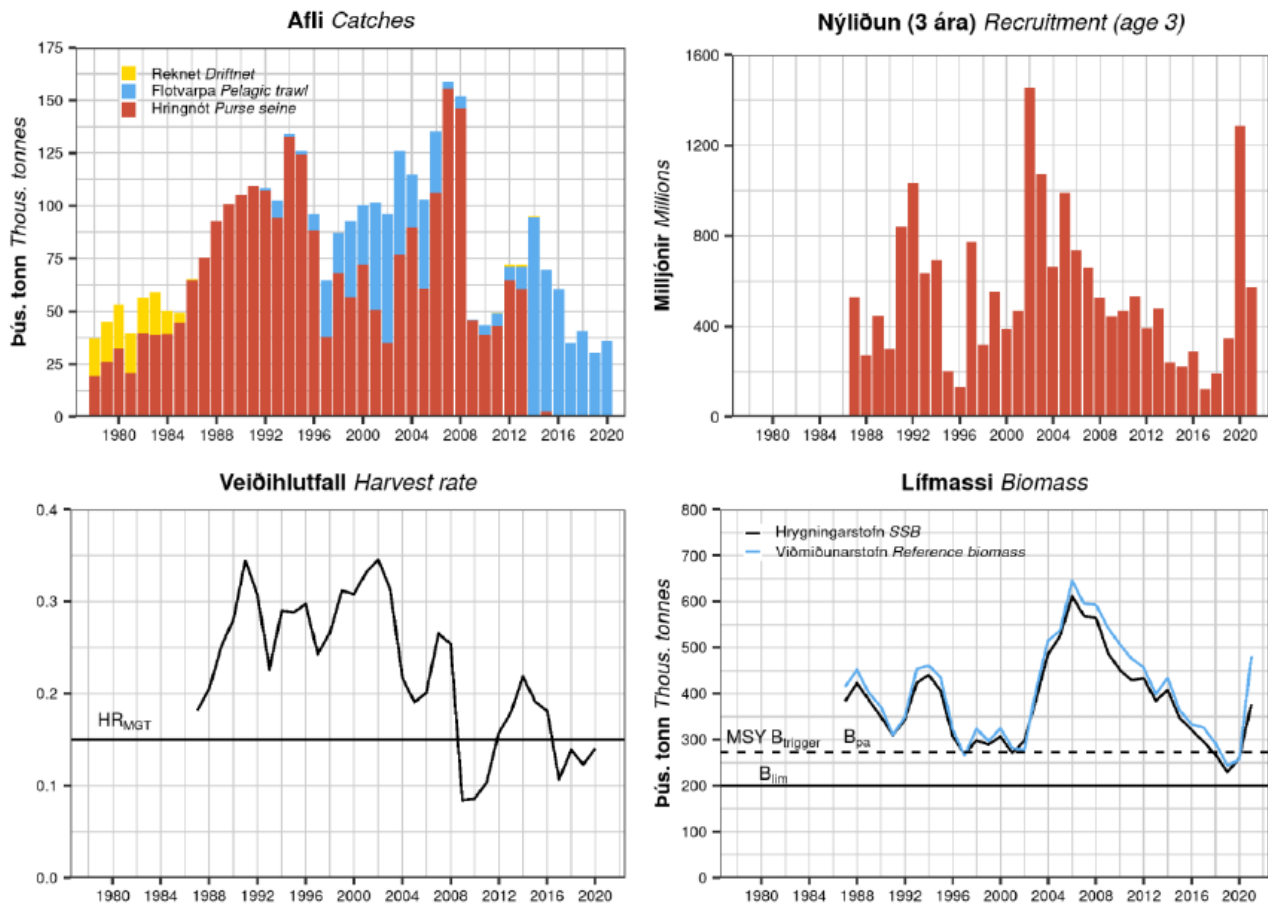 Afli Catches
Þús. tonn Thous. tonnes
175
150
125
100
75
50
25
0
Reknet Driftnet
Flotvarpa Pelagic trawl
Hringnót Purse seine
1980 1984 1988 1992 1996 2000 2004 2008 2012 2016 2020
Nýliðun (3 ára) Recruitment (age 3)
Milljónir Millions
1600
1200
800
400
0
1980 1984 1988 1992 1996 2000 2004 2008 2012 2016 2020
Veiðihlutfall Harvest rate
0.4
0.3
0.2
0.1
0.0
HRMGT
1980 1984 1988 1992 1996 2000 2004 2008 2012 2016 2020
Lífmassi Biomass
Þús. tonn Thous. tonnes
800
700
600
500
400
300
200
100
0
Hrygningarstofn SSB
Viðmiðunarstofn Reference biomass
MSY Btrigger Bpa
Blim
1980 1984 1988 1992 1996 2000 2004 2008 2012 2016 2020